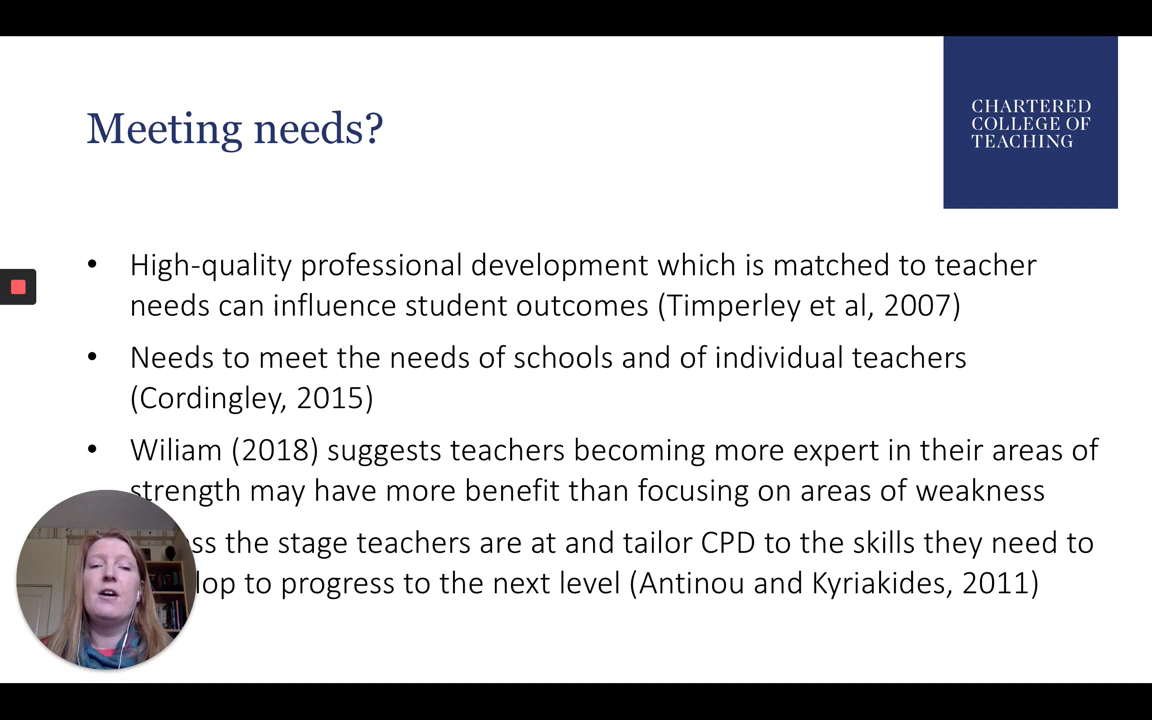 Meeting needs?
CHARTERED
COLLEGE OF
TEACHING
• High-quality professional development which is matched to teacher
needs can influence student outcomes (Timperley et al, 2007)
• Needs to meet the needs of schools and of individual teachers
(Cordingley, 2015)
• Wiliam (2018) suggests teachers becoming more expert in their areas of
strength may have more benefit than focusing on areas of weakness
the stage teachers are at and tailor CPD to the skills they need to
to progress to the next level (Antinou and Kyriakides, 2011)